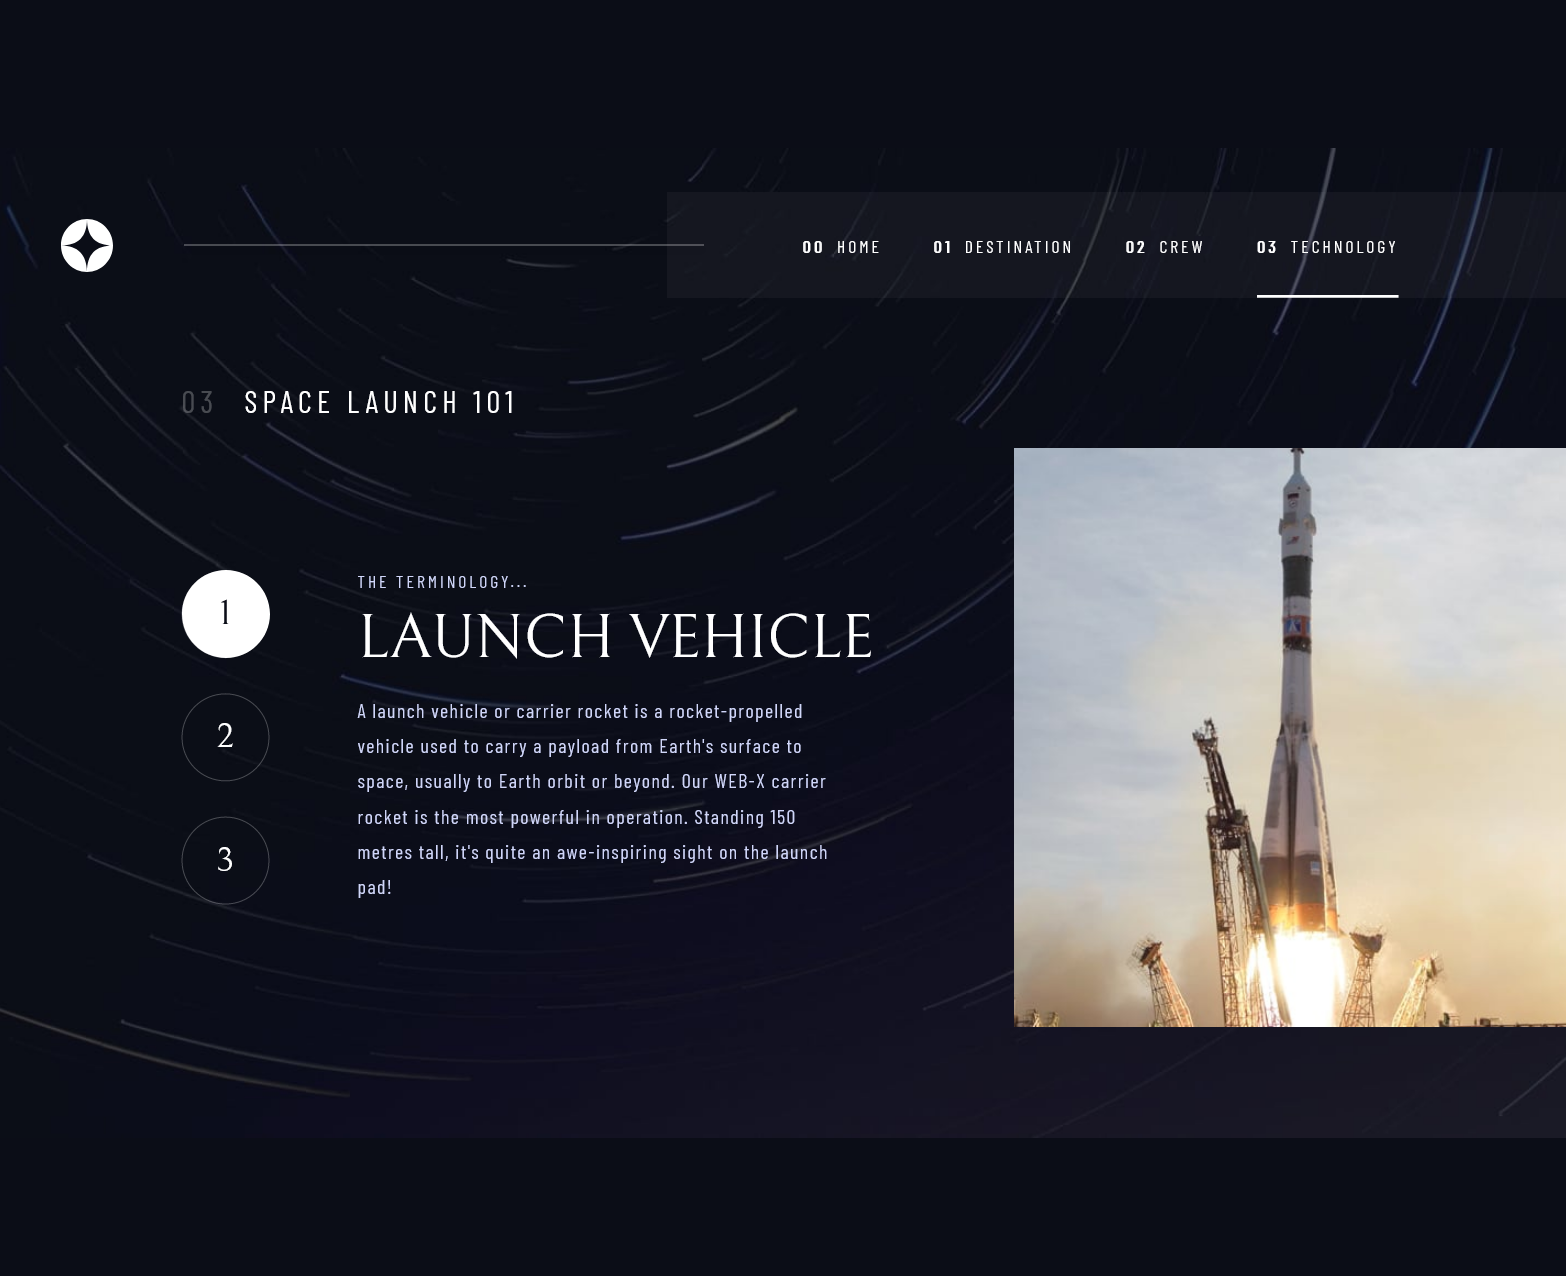 00 HOME 01 DESTINATION 02 CREW 03 TECHNOLOGY
03 SPACE LAUNCH 101
1
2
3
THE TERMINOLOGY...
LAUNCH VEHICLE
A launch vehicle or carrier rocket is a rocket-propelled
vehicle used to carry a payload from Earth's surface to
space, usually to Earth orbit or beyond. Our WEB-X carrier
rocket is the most powerful in operation. Standing 150
metres tall, it's quite an awe-inspiring sight on the launch
pad!